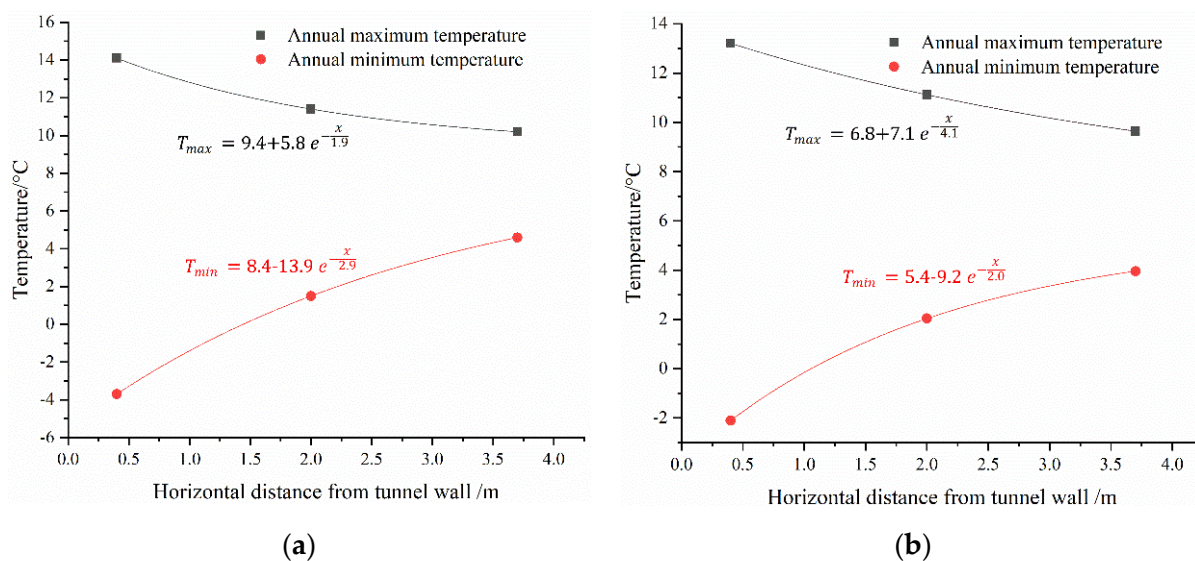 16
14
12
10
8
6
4
2
0
-2
-4
-6
Temperature/°C
Annual maximum temperature
Annual minimum temperature
T_max = 9.4+5.8 e^{-x/1.9}
T_min = 8.4-13.9 e^{-x/2.9}
0.0 0.5 1.0 1.5 2.0 2.5 3.0 3.5 4.0
Horizontal distance from tunnel wall /m
(a)
14
12
10
8
6
4
2
0
-2
Temperature/°C
Annual maximum temperature
Annual minimum temperature
T_max = 6.8+7.1 e^{-x/4.1}
T_min = 5.4-9.2 e^{-x/2.0}
0.0 0.5 1.0 1.5 2.0 2.5 3.0 3.5 4.0
Horizontal distance from tunnel wall /m
(b)